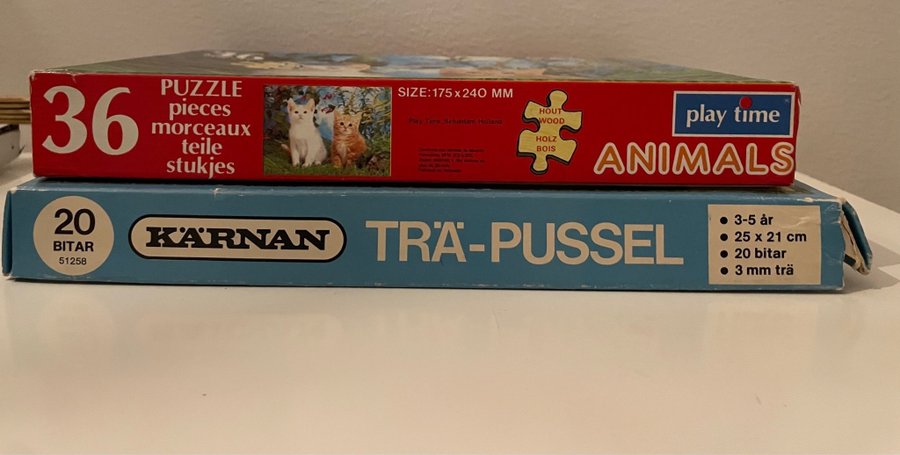 36
PUZZLE
pieces
morceaux
teile
stukjes
SIZE: 175 x 240 MM
HOUT
WOOD
HOLZ
BOIS
play time
ANIMALS
20
BITAR
51258
KÄRNAN
TRÄ-PUSSEL
• 3-5 år
• 25 x 21 cm
• 20 bitar
• 3 mm trä